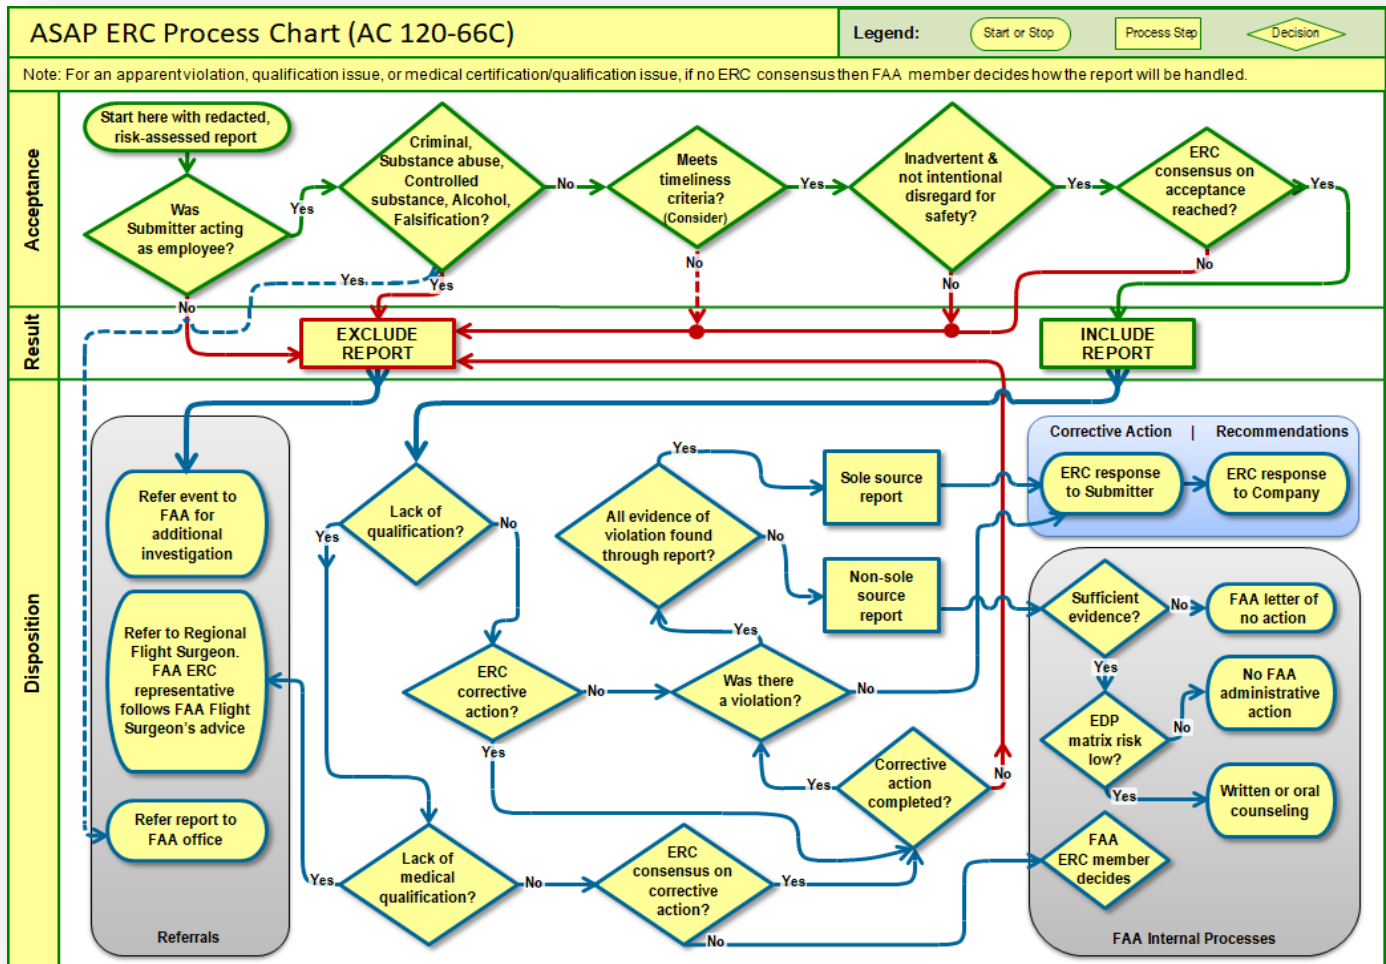 ASAP ERC Process Chart (AC 120-66C)
Legend:
Start or Stop
Process Step
Decision
Note: For an apparent violation, qualification issue, or medical certification/qualification issue, if no ERC consensus then FAA member decides how the report will be handled.
Acceptance
Start here with redacted,
risk-assessed report
Was
Submitter acting
as employee?
Yes
No
Criminal,
Substance abuse,
Controlled
substance, Alcohol,
Falsification?
No
Yes
Yes
Meets
timeliness
criteria?
(Consider)
Yes
No
Inadvertent &
not intentional
disregard for
safety?
Yes
No
ERC
consensus on
acceptance
reached?
Yes
No
Result
EXCLUDE
REPORT
INCLUDE
REPORT
Disposition
Refer event to
FAA for
additional
investigation
Refer to Regional
Flight Surgeon.
FAA ERC
representative
follows FAA Flight
Surgeon's advice
Refer report to
FAA office
Referrals
Lack of
qualification?
Yes
No
ERC
corrective
action?
No
Yes
Lack of
medical
qualification?
Yes
No
All evidence of
violation found
through report?
Yes
No
Sole source
report
Non-sole
source
report
Was there
a violation?
Yes
No
Corrective
action
completed?
Yes
No
ERC
consensus on
corrective
action?
Yes
No
Corrective Action | Recommendations
ERC response
to Submitter
ERC response
to Company
Sufficient
evidence?
No
Yes
FAA letter of
no action
EDP
matrix risk
low?
No
Yes
No FAA
administrative
action
Written or oral
counseling
FAA
ERC member
decides
FAA Internal Processes